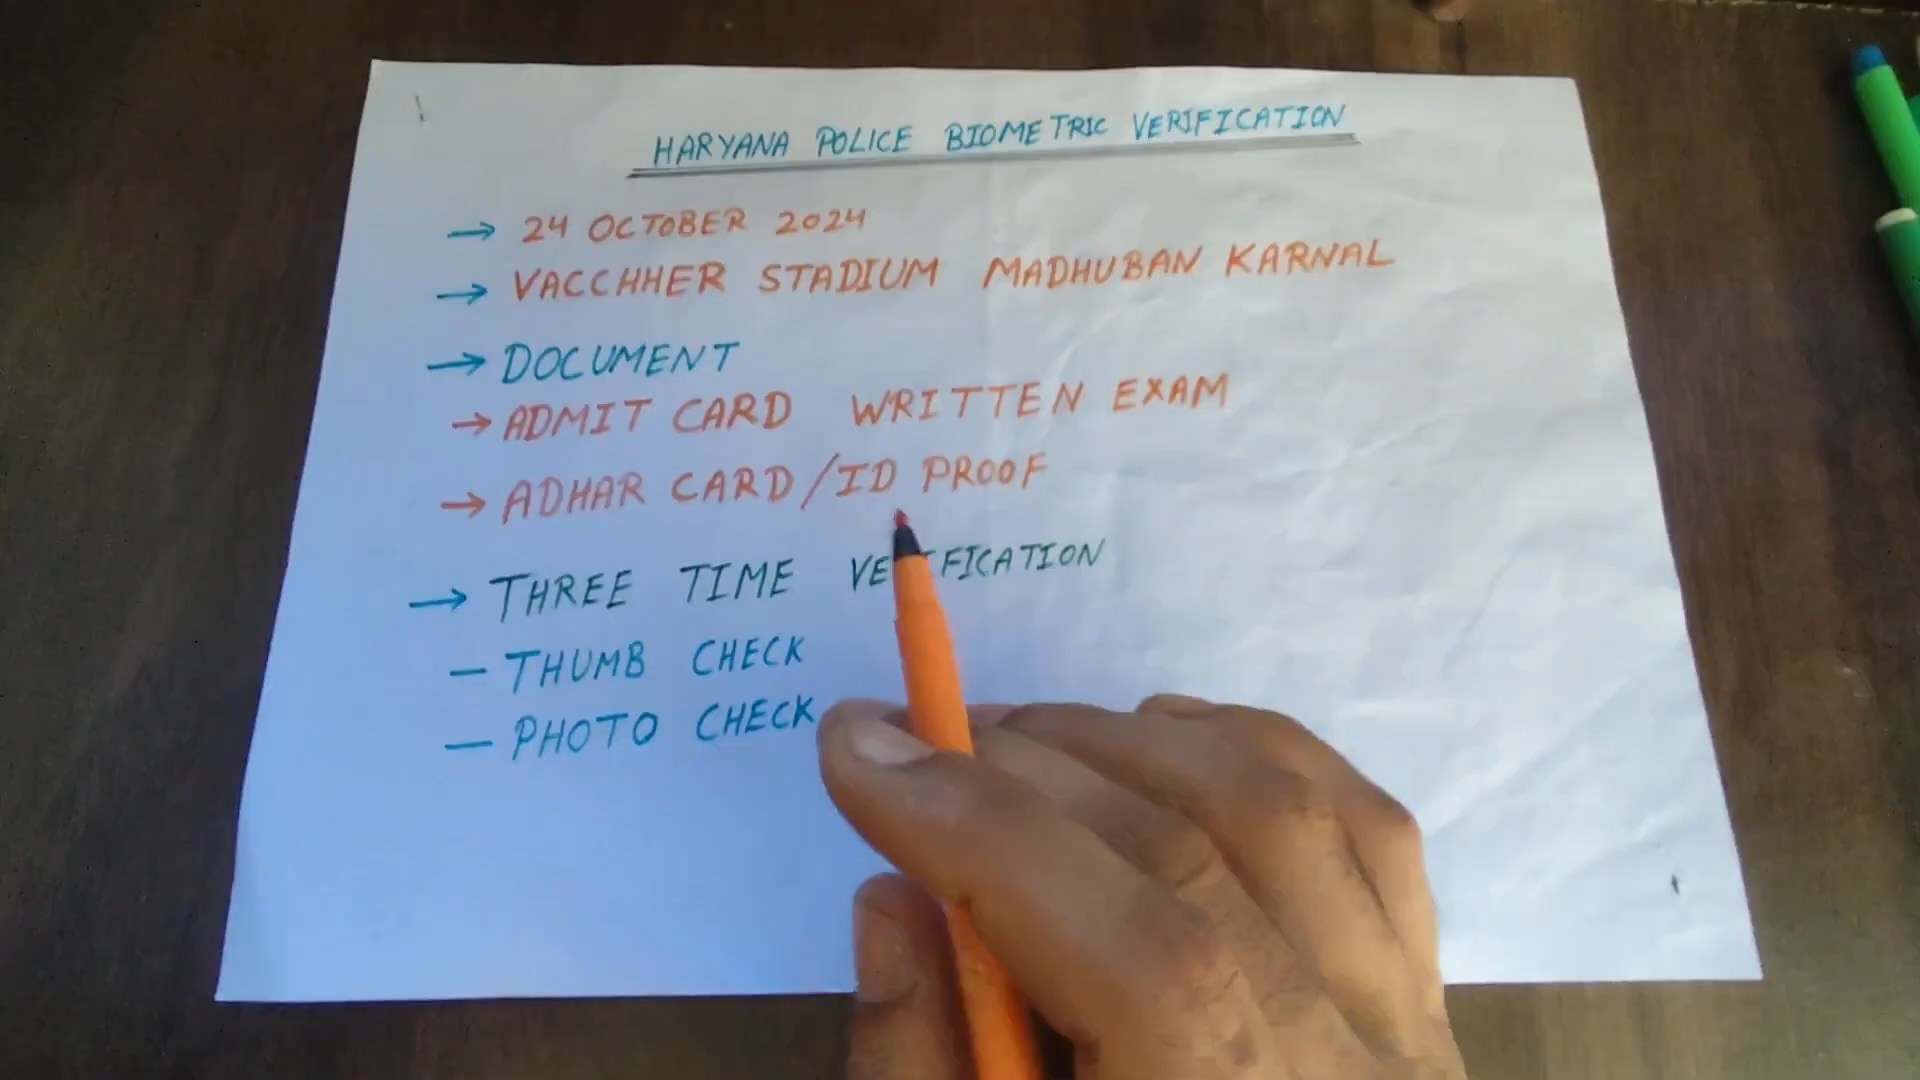 HARYANA POLICE BIOMETRIC VERIFICATION
→ 24 OCTOBER 2024
→ VACCHHER STADIUM MADHUBAN KARNAL
→ DOCUMENT
→ ADMIT CARD WRITTEN EXAM
→ ADHAR CARD/ID PROOF
→ THREE TIME VERIFICATION
— THUMB CHECK
— PHOTO CHECK